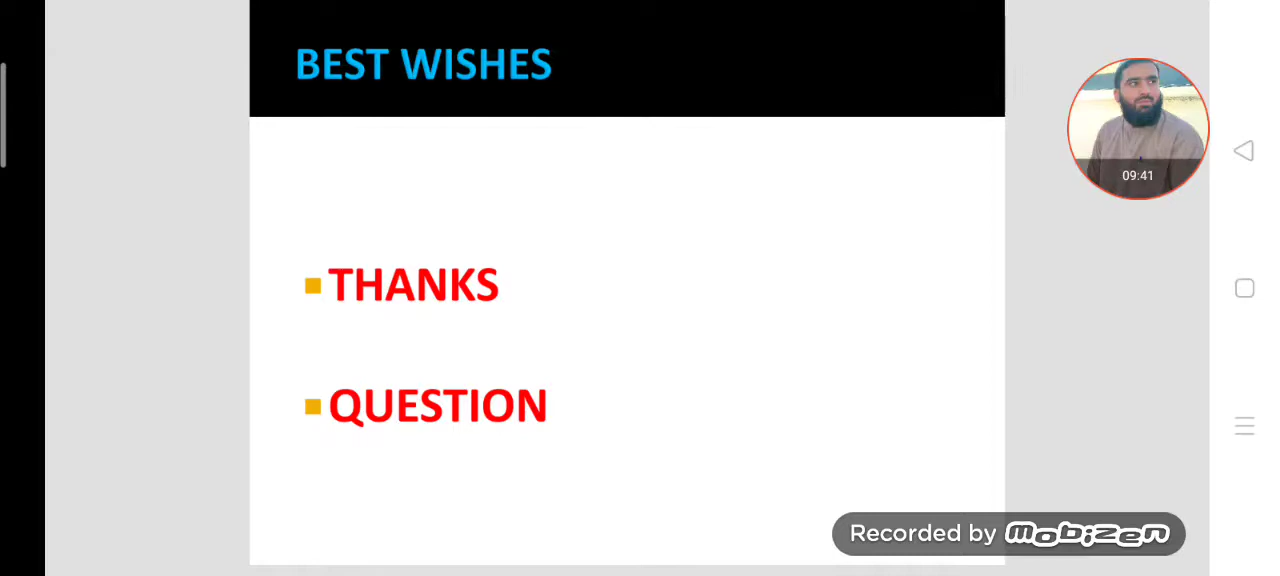 BEST WISHES
09:41
THANKS
QUESTION
Recorded by mobizen